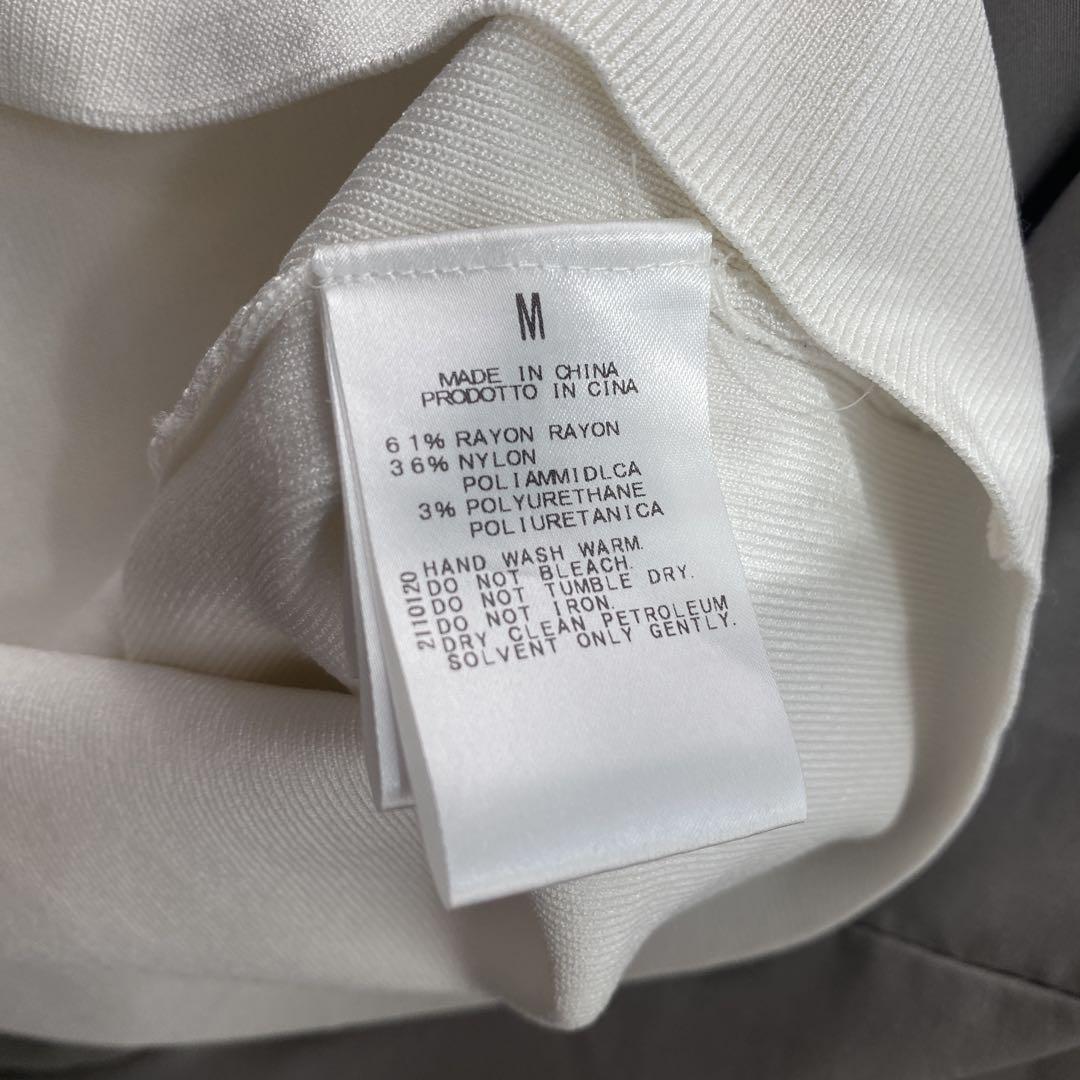 M
MADE IN CHINA
PRODOTTO IN CINA
61% RAYON RAYON
36% NYLON
POLIAMMIDLCA
3% POLYURETHANE
POLIURETANICA
HAND WASH WARM.
DO NOT BLEACH.
DO NOT TUMBLE DRY.
DO NOT IRON.
DRY CLEAN PETROLEUM
SOLVENT ONLY GENTLY.
2110120